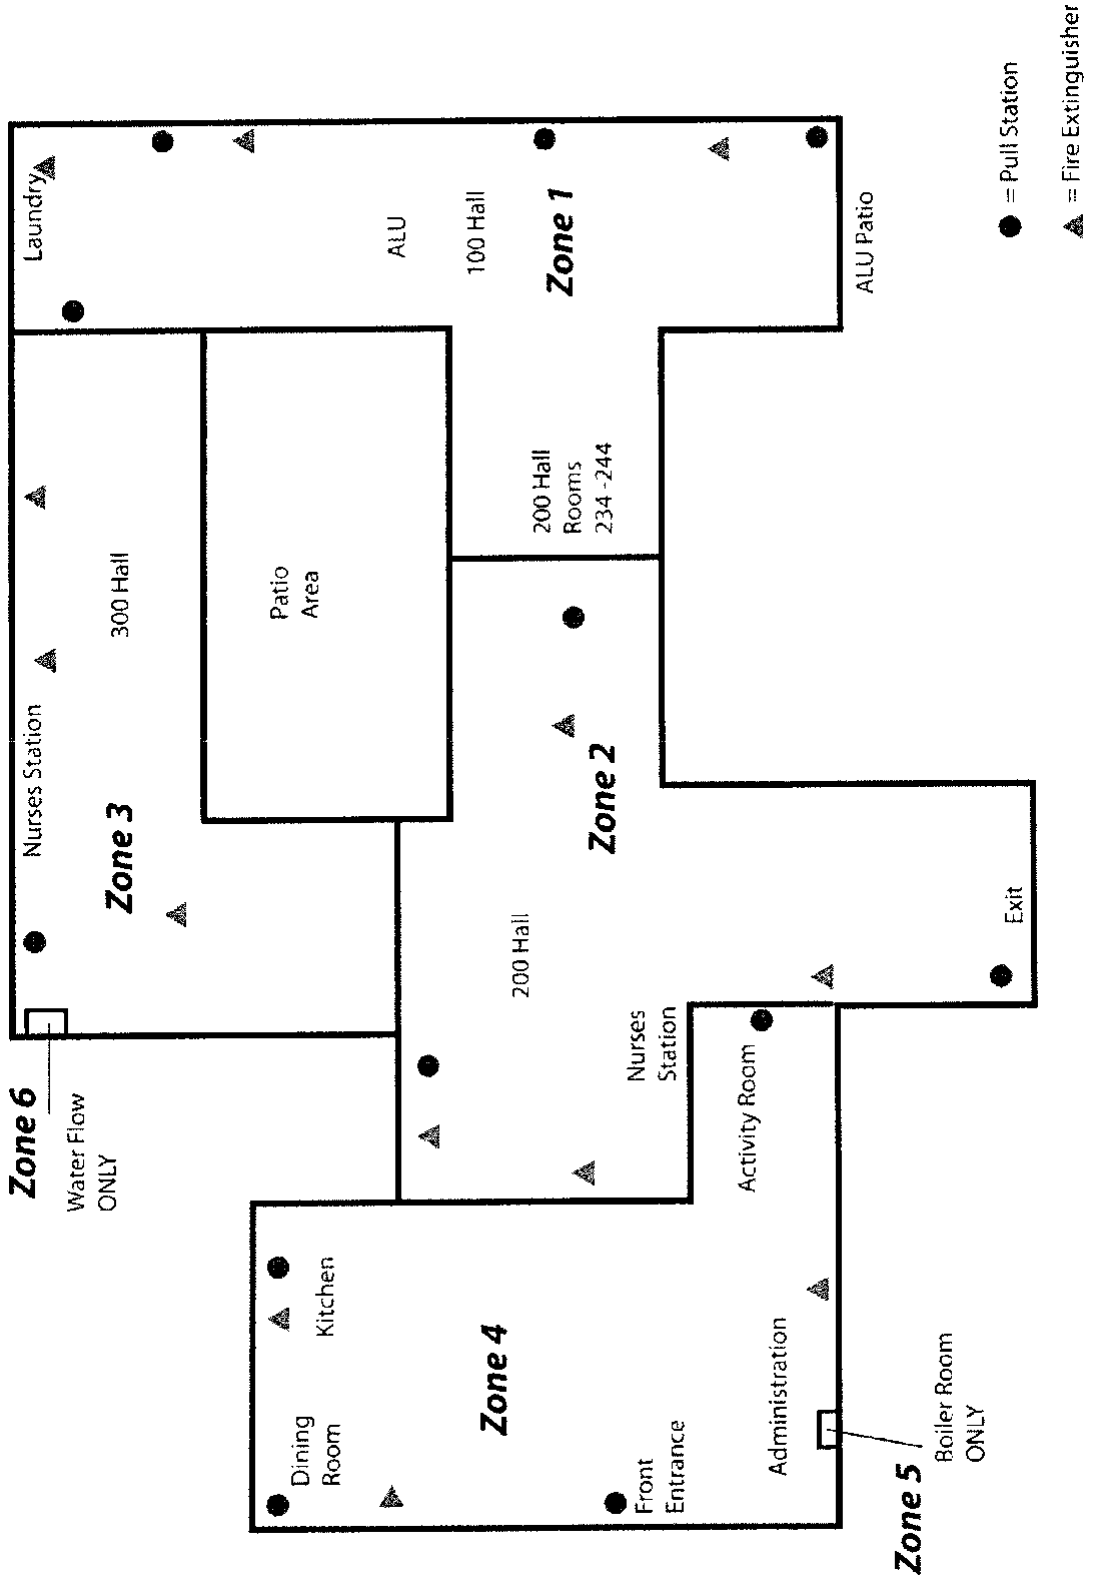 Zone 6
Water Flow
ONLY
Nurses Station
Zone 3
300 Hall
Laundry
Patio
Area
ALU
100 Hall
Zone 1
200 Hall
Rooms
234 -244
ALU Patio
Zone 2
200 Hall
Nurses
Station
Exit
Activity Room
Kitchen
Dining
Room
Zone 4
Front
Entrance
Administration
Zone 5
Boiler Room
ONLY
= Pull Station
= Fire Extinguisher